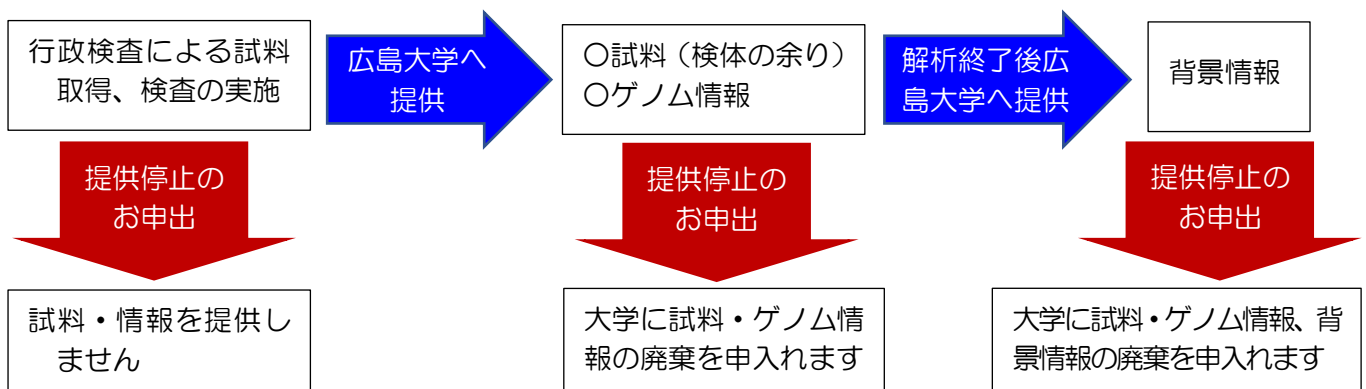 行政検査による試料
取得、検査の実施
広島大学へ
提供
〇試料（検体の余り）
〇ゲノム情報
解析終了後広
島大学へ提供
背景情報
提供停止の
お申出
提供停止の
お申出
提供停止の
お申出
試料・情報を提供し
ません
大学に試料・ゲノム情
報の廃棄を申入れます
大学に試料・ゲノム情報、背
景情報の廃棄を申入れます